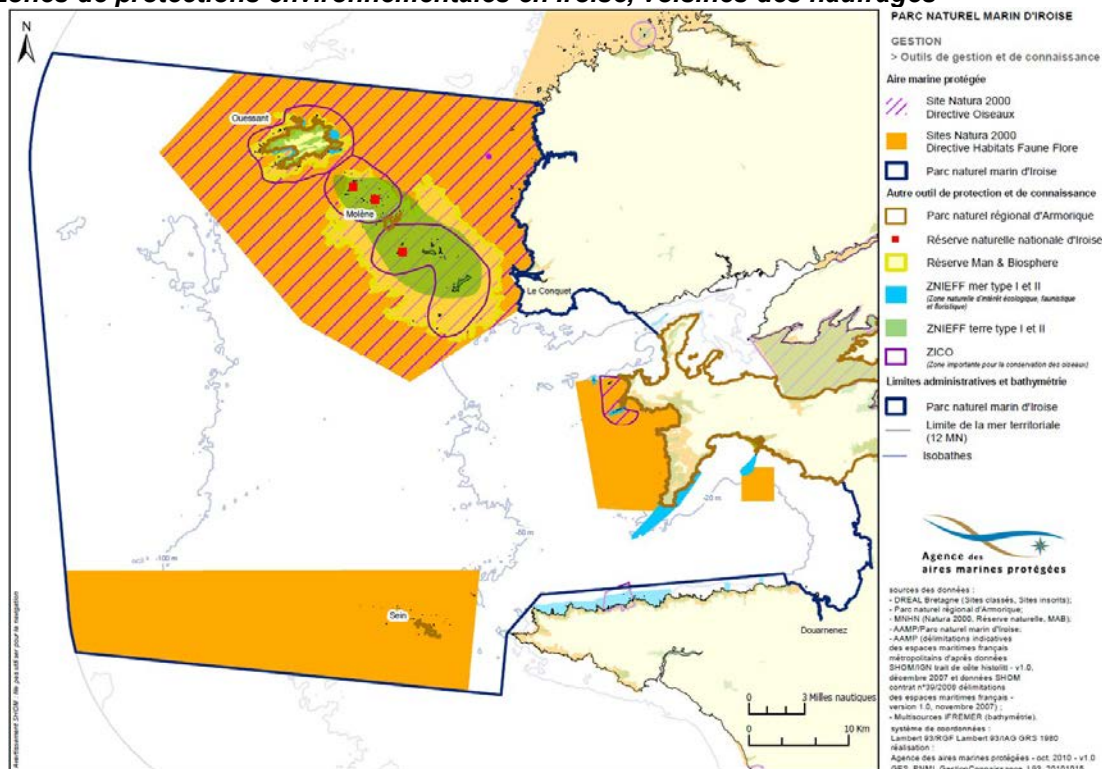 zones de protections environnementales en Iroise, voisines des naufrages
N
Ouessant
Molène
Le Conquet
-20 m
-50 m
-100 m
Sein
Douarnenez
0 3 Milles nautiques
0 10 Km
Avertissement SHOM : Ne pas utiliser pour la navigation
PARC NATUREL MARIN D'IROISE
GESTION
> Outils de gestion et de connaissance
Aire marine protégée
Site Natura 2000
Directive Oiseaux
Sites Natura 2000
Directive Habitats Faune Flore
Parc naturel marin d'Iroise
Autre outil de protection et de connaissance
Parc naturel régional d'Armorique
Réserve naturelle nationale d'Iroise
Réserve Man & Biosphere
ZNIEFF mer type I et II
(Zone naturelle d'intérêt écologique, faunistique
et floristique)
ZNIEFF terre type I et II
ZICO
(Zone importante pour la conservation des oiseaux)
Limites administratives et bathymétrie
Parc naturel marin d'Iroise
Limite de la mer territoriale
(12 MN)
Isobathes
Agence des
aires marines protégées
sources des données :
- DREAL Bretagne (Sites classés, Sites inscrits);
- Parc naturel régional d'Armorique;
- MNHN (Natura 2000, Réserve naturelle, MAB);
- AAMP/Parc naturel marin d'Iroise;
- AAMP (délimitations indicatives
des espaces maritimes français
métropolitains d'après données
SHOM/IGN trait de côte histolitt - v1.0,
décembre 2007 et données SHOM
contrat n°39/2008 délimitations
des espaces maritimes français -
version 1.0, novembre 2007) ;
- Multisources IFREMER (bathymétrie).
système de coordonnées :
Lambert 93/RGF Lambert 93/IAG GRS 1980
réalisation :
Agence des aires marines protégées - oct. 2010 - v1.0